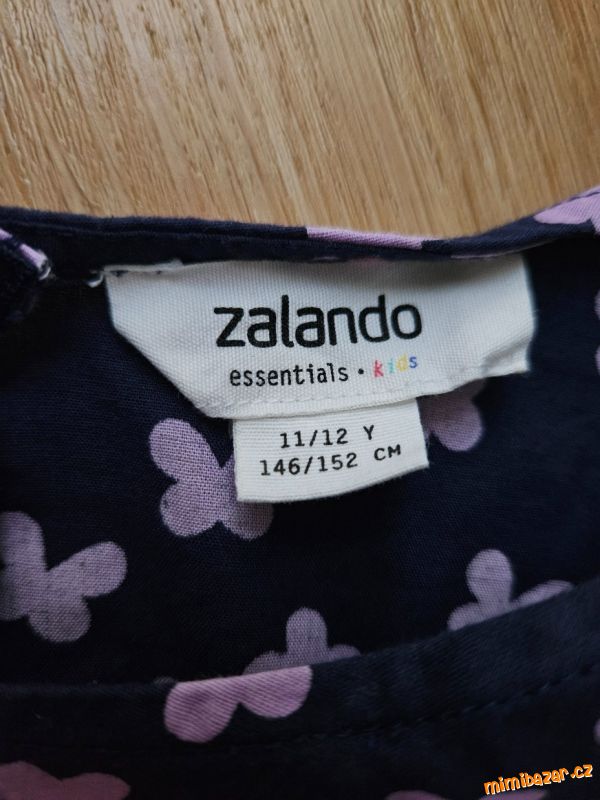 zalando
essentials • kids
11/12 Y
146/152 CM
mimibazar.cz